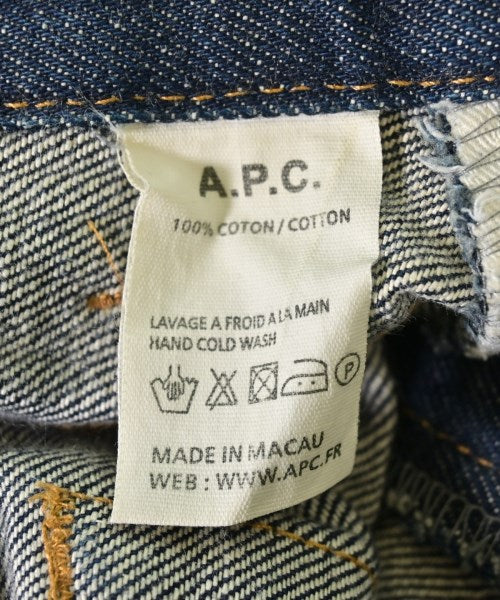 A.P.C.
100% COTON / COTTON
LAVAGE A FROID A LA MAIN
HAND COLD WASH
P
MADE IN MACAU
WEB : WWW.APC.FR